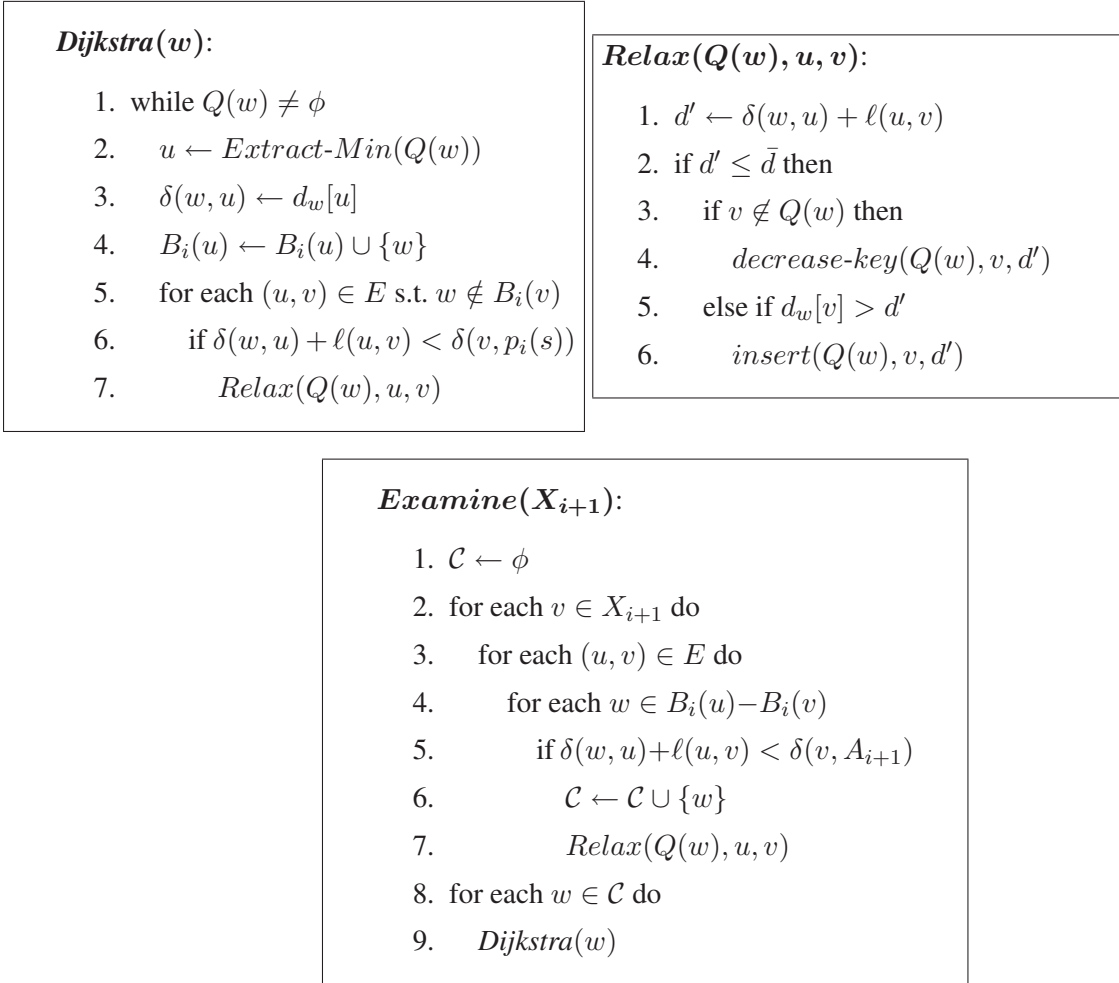 Dijkstra(w):
1. while Q(w) ≠ ϕ
2. u ← Extract-Min(Q(w))
3. δ(w, u) ← d_w[u]
4. B_i(u) ← B_i(u) ∪ {w}
5. for each (u, v) ∈ E s.t. w ∉ B_i(v)
6. if δ(w, u) + ℓ(u, v) < δ(v, p_i(s))
7. Relax(Q(w), u, v)
Relax(Q(w), u, v):
1. d′ ← δ(w, u) + ℓ(u, v)
2. if d′ ≤ d̄ then
3. if v ∉ Q(w) then
4. decrease-key(Q(w), v, d′)
5. else if d_w[v] > d′
6. insert(Q(w), v, d′)
Examine(X_{i+1}):
1. 𝒞 ← ϕ
2. for each v ∈ X_{i+1} do
3. for each (u, v) ∈ E do
4. for each w ∈ B_i(u)−B_i(v)
5. if δ(w, u)+ℓ(u, v) < δ(v, A_{i+1})
6. 𝒞 ← 𝒞 ∪ {w}
7. Relax(Q(w), u, v)
8. for each w ∈ 𝒞 do
9. Dijkstra(w)